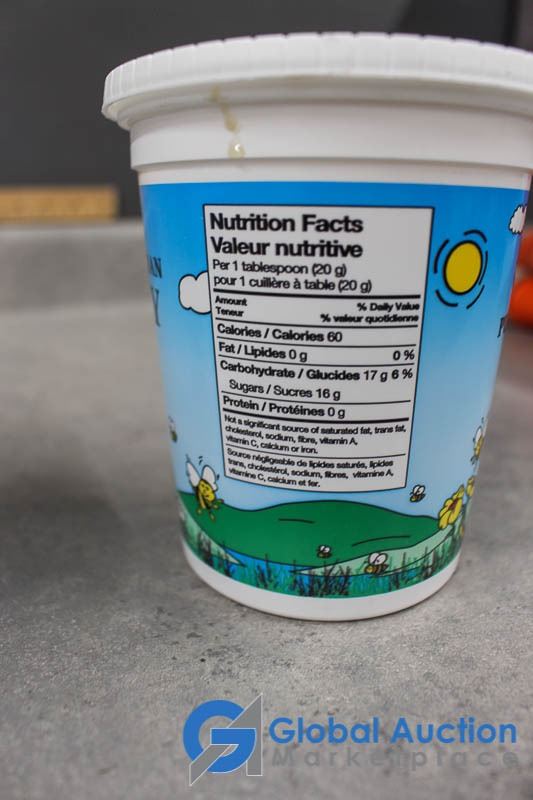 Nutrition Facts
Valeur nutritive
Per 1 tablespoon (20 g)
pour 1 cuillère à table (20 g)
Amount % Daily Value
Teneur % valeur quotidienne
Calories / Calories 60
Fat / Lipides 0 g 0 %
Carbohydrate / Glucides 17 g 6 %
Sugars / Sucres 16 g
Protein / Protéines 0 g
Not a significant source of saturated fat, trans fat,
cholesterol, sodium, fibre, vitamin A,
vitamin C, calcium or iron.
Source négligeable de lipides saturés, lipides
trans, cholestérol, sodium, fibres, vitamine A,
vitamine C, calcium et fer.
Global Auction
Marketplace